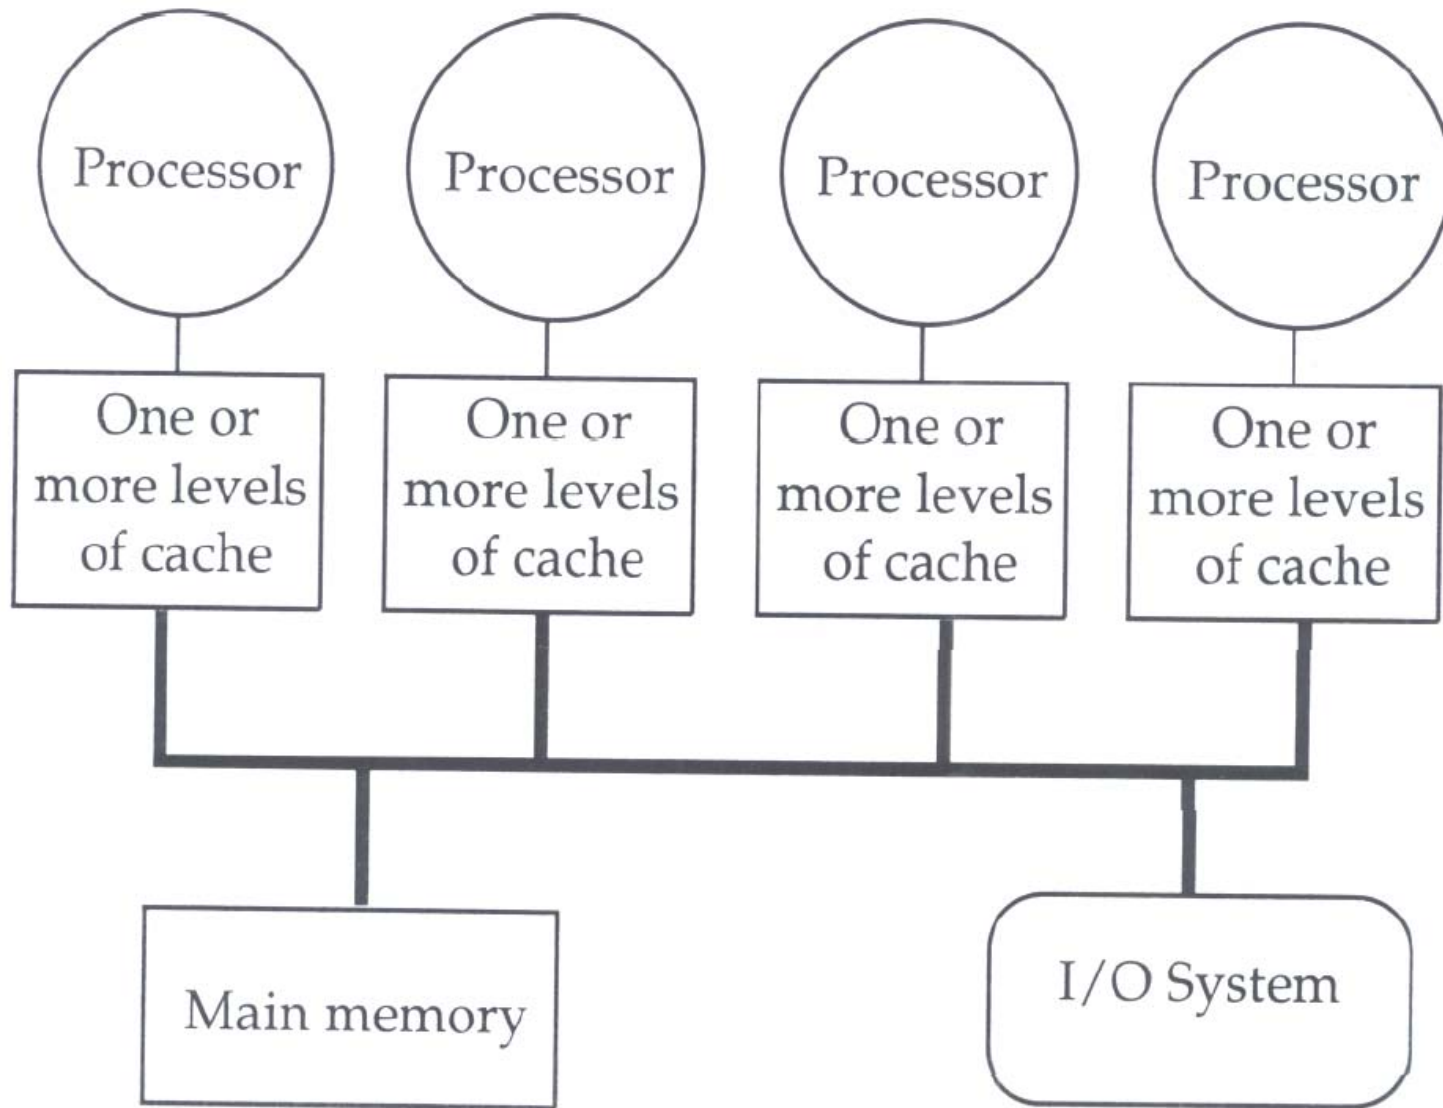 Processor
Processor
Processor
Processor
One or
more levels
of cache
One or
more levels
of cache
One or
more levels
of cache
One or
more levels
of cache
Main memory
I/O System